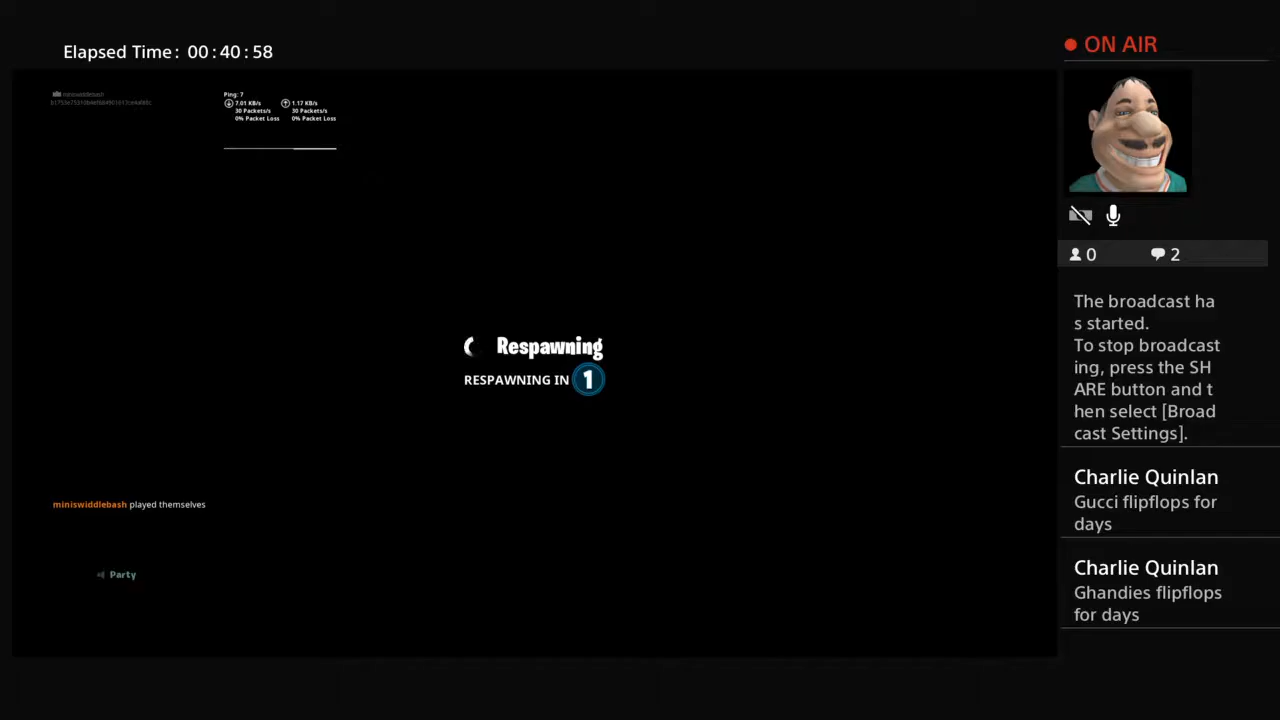 Elapsed Time: 00:40:58
ON AIR
miniswiddlebash
Ping: 7
7.01 KB/s 1.17 KB/s
30 Packets/s 30 Packets/s
0% Packet Loss 0% Packet Loss
0 2
The broadcast ha
s started.
To stop broadcast
ing, press the SH
ARE button and t
hen select [Broad
cast Settings].
Respawning
RESPAWNING IN 1
Charlie Quinlan
Gucci flipflops for
days
miniswiddlebash played themselves
Charlie Quinlan
Ghandies flipflops
for days
Party